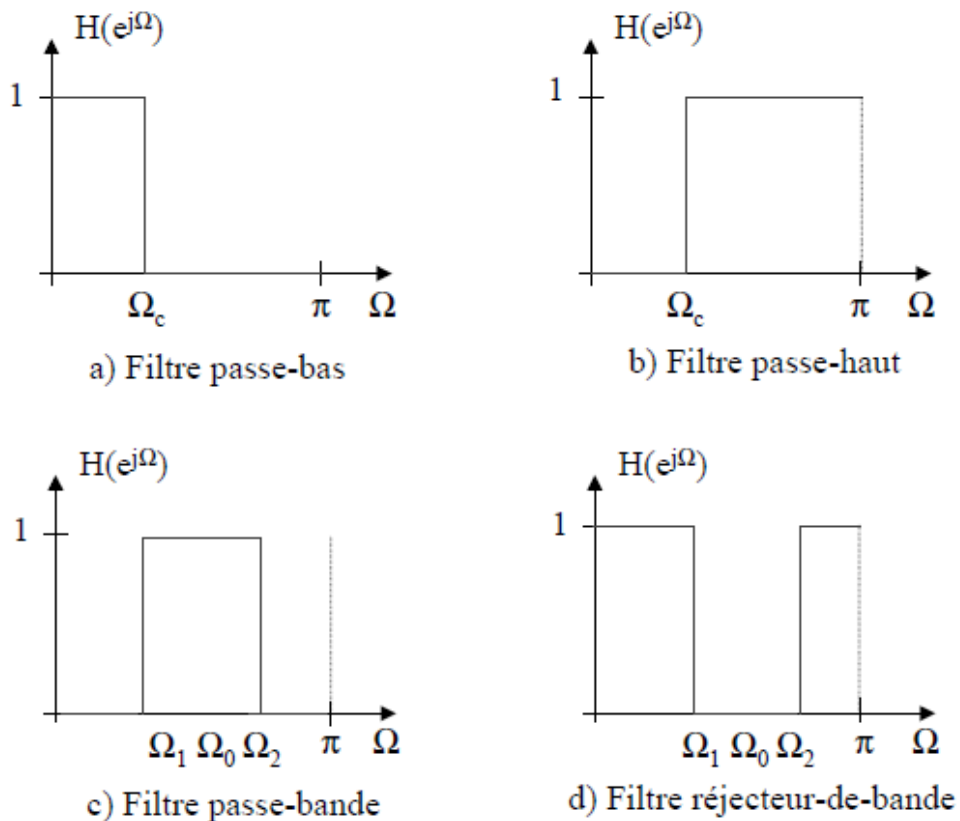 H(e^jΩ)
1
Ω_c π Ω
a) Filtre passe-bas
H(e^jΩ)
1
Ω_c π Ω
b) Filtre passe-haut
H(e^jΩ)
1
Ω_1 Ω_0 Ω_2 π Ω
c) Filtre passe-bande
H(e^jΩ)
1
Ω_1 Ω_0 Ω_2 π Ω
d) Filtre réjecteur-de-bande